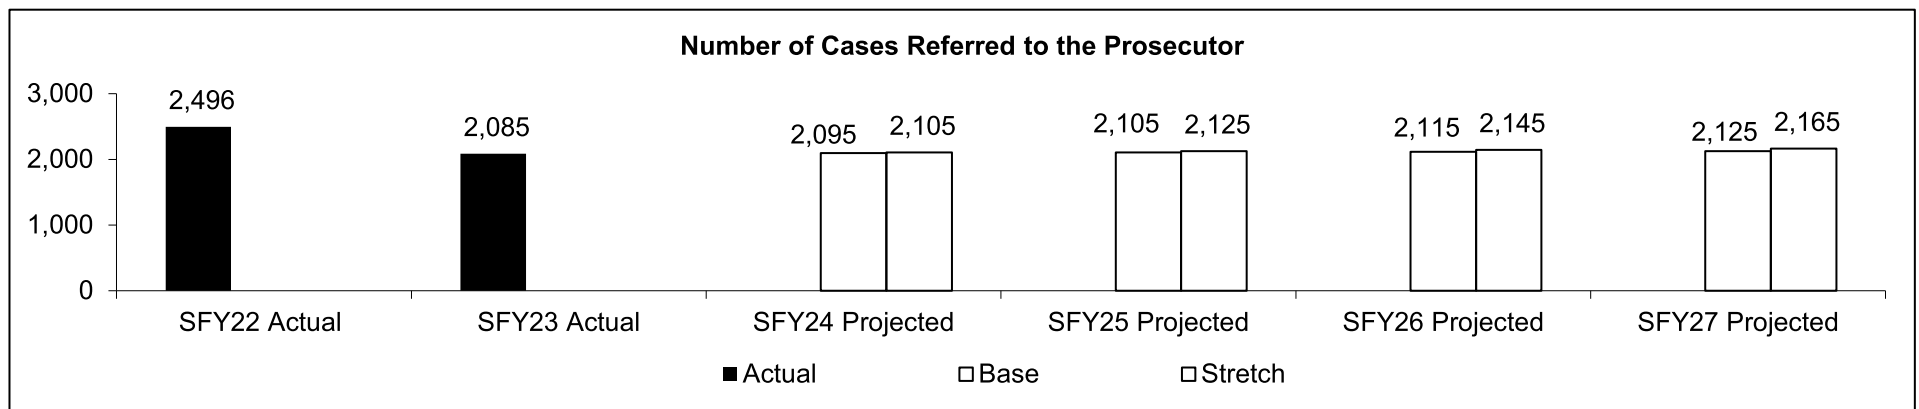 Number of Cases Referred to the Prosecutor
3,000
2,000
1,000
0
2,496
2,085
2,095
2,105
2,105
2,125
2,115
2,145
2,125
2,165
SFY22 Actual
SFY23 Actual
SFY24 Projected
SFY25 Projected
SFY26 Projected
SFY27 Projected
Actual
Base
Stretch